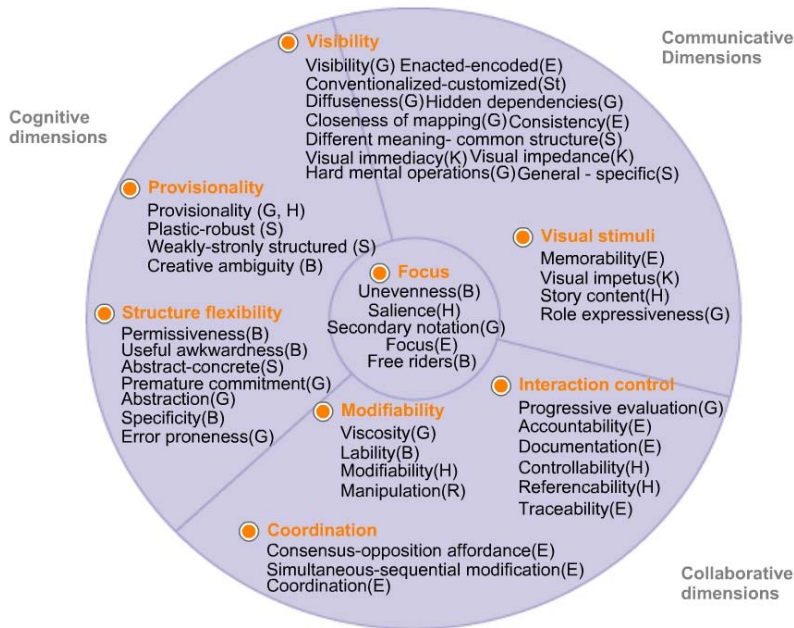 Communicative
Dimensions
Visibility
Visibility(G) Enacted-encoded(E)
Conventionalized-customized(St)
Diffuseness(G) Hidden dependencies(G)
Closeness of mapping(G) Consistency(E)
Different meaning- common structure(S)
Visual immediacy(K) Visual impedance(K)
Hard mental operations(G) General - specific(S)
Cognitive
dimensions
Provisionality
Provisionality (G, H)
Plastic-robust (S)
Weakly-stronly structured (S)
Creative ambiguity (B)
Visual stimuli
Memorability(E)
Visual impetus(K)
Story content(H)
Role expressiveness(G)
Focus
Unevenness(B)
Salience(H)
Secondary notation(G)
Focus(E)
Free riders(B)
Structure flexibility
Permissiveness(B)
Useful awkwardness(B)
Abstract-concrete(S)
Premature commitment(G)
Abstraction(G)
Specificity(B)
Error proneness(G)
Modifiability
Viscosity(G)
Lability(B)
Modifiability(H)
Manipulation(R)
Interaction control
Progressive evaluation(G)
Accountability(E)
Documentation(E)
Controllability(H)
Referencability(H)
Traceability(E)
Coordination
Consensus-opposition affordance(E)
Simultaneous-sequential modification(E)
Coordination(E)
Collaborative
dimensions